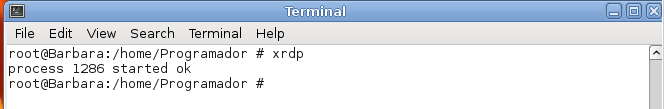 Terminal
File Edit View Search Terminal Help
root@Barbara:/home/Programador # xrdp
process 1286 started ok
root@Barbara:/home/Programador #